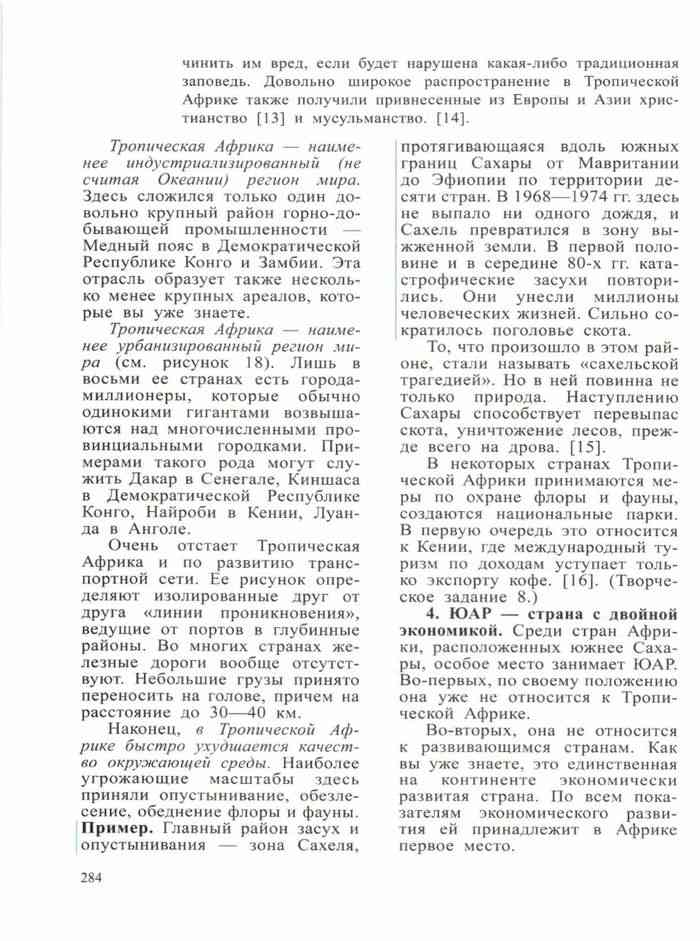 чинить им вред, если будет нарушена какая-либо традиционная
заповедь. Довольно широкое распространение в Тропической
Африке также получили привнесенные из Европы и Азии хрис-
тианство [13] и мусульманство. [14].
Тропическая Африка — наиме-
нее индустриализированный (не
считая Океании) регион мира.
Здесь сложился только один до-
вольно крупный район горно-до-
бывающей промышленности —
Медный пояс в Демократической
Республике Конго и Замбии. Эта
отрасль образует также несколь-
ко менее крупных ареалов, кото-
рые вы уже знаете.
Тропическая Африка — наиме-
нее урбанизированный регион ми-
ра (см. рисунок 18). Лишь в
восьми ее странах есть города-
миллионеры, которые обычно
одинокими гигантами возвыша-
ются над многочисленными про-
винциальными городками. При-
мерами такого рода могут слу-
жить Дакар в Сенегале, Киншаса
в Демократической Республике
Конго, Найроби в Кении, Луан-
да в Анголе.
Очень отстает Тропическая
Африка и по развитию транс-
портной сети. Ее рисунок опре-
деляют изолированные друг от
друга «линии проникновения»,
ведущие от портов в глубинные
районы. Во многих странах же-
лезные дороги вообще отсутст-
вуют. Небольшие грузы принято
переносить на голове, причем на
расстояние до 30—40 км.
Наконец, в Тропической Аф-
рике быстро ухудшается качест-
во окружающей среды. Наиболее
угрожающие масштабы здесь
приняли опустынивание, обезле-
сение, обеднение флоры и фауны.
Пример. Главный район засух и
опустынивания — зона Сахеля,
протягивающаяся вдоль южных
границ Сахары от Мавритании
до Эфиопии по территории де-
сяти стран. В 1968—1974 гг. здесь
не выпало ни одного дождя, и
Сахель превратился в зону вы-
жженной земли. В первой поло-
вине и в середине 80-х гг. ката-
строфические засухи повтори-
лись. Они унесли миллионы
человеческих жизней. Сильно со-
кратилось поголовье скота.
То, что произошло в этом рай-
оне, стали называть «сахельской
трагедией». Но в ней повинна не
только природа. Наступлению
Сахары способствует перевыпас
скота, уничтожение лесов, преж-
де всего на дрова. [15].
В некоторых странах Тропи-
ческой Африки принимаются ме-
ры по охране флоры и фауны,
создаются национальные парки.
В первую очередь это относится
к Кении, где международный ту-
ризм по доходам уступает толь-
ко экспорту кофе. [16]. (Творче-
ское задание 8.)
4. ЮАР — страна с двойной
экономикой. Среди стран Афри-
ки, расположенных южнее Саха-
ры, особое место занимает ЮАР.
Во-первых, по своему положению
она уже не относится к Тропи-
ческой Африке.
Во-вторых, она не относится
к развивающимся странам. Как
вы уже знаете, это единственная
на континенте экономически
развитая страна. По всем пока-
зателям экономического разви-
тия ей принадлежит в Африке
первое место.
284